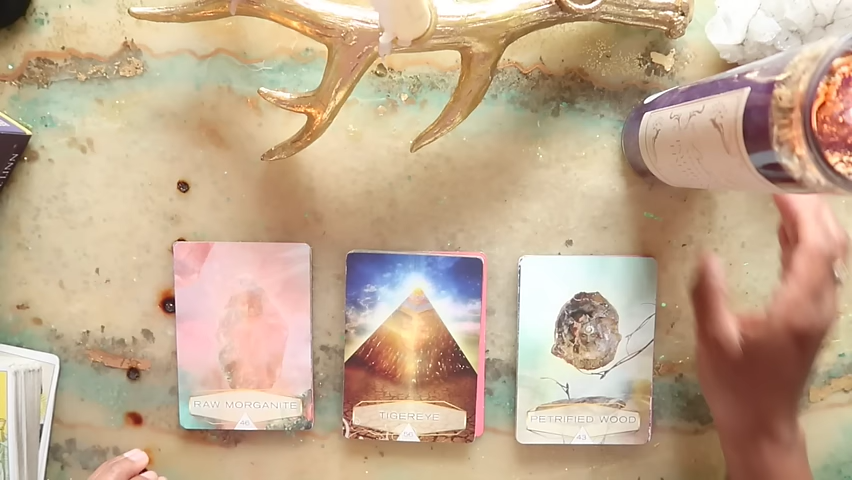 RAW MORGANITE
46
TIGEREYE
PETRIFIED WOOD
43